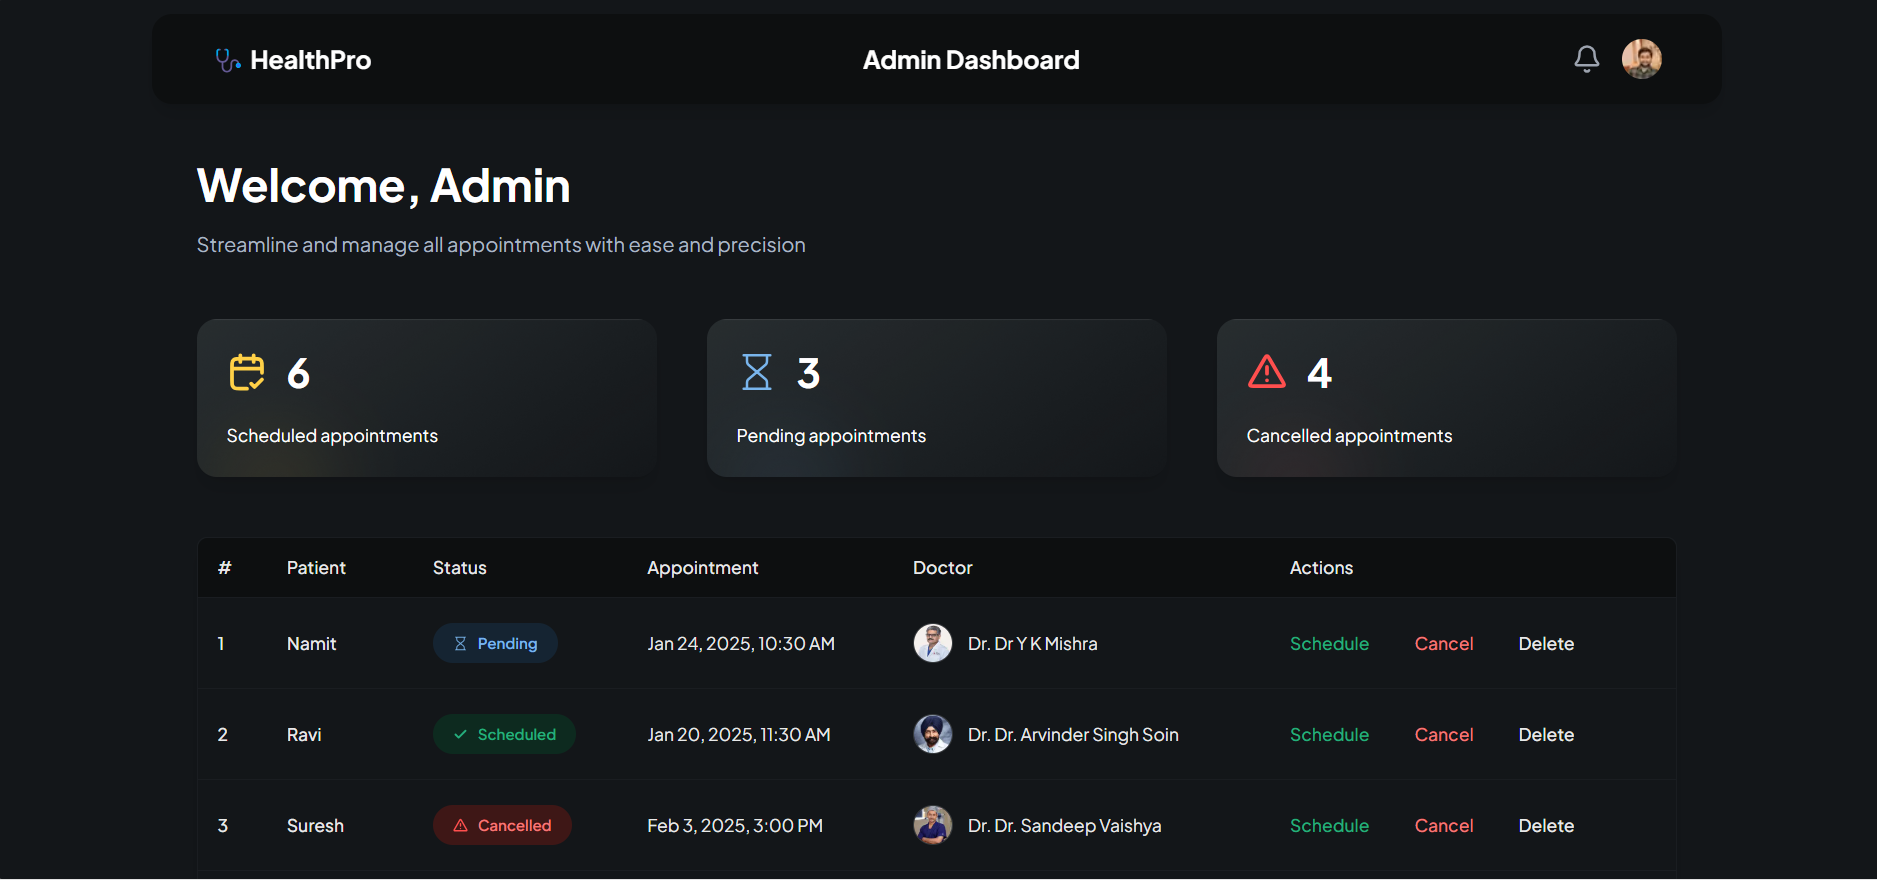 HealthPro
Admin Dashboard
Welcome, Admin
Streamline and manage all appointments with ease and precision
6
Scheduled appointments
3
Pending appointments
4
Cancelled appointments
# Patient Status Appointment Doctor Actions
1 Namit Pending Jan 24, 2025, 10:30 AM Dr. Dr Y K Mishra Schedule Cancel Delete
2 Ravi Scheduled Jan 20, 2025, 11:30 AM Dr. Dr. Arvinder Singh Soin Schedule Cancel Delete
3 Suresh Cancelled Feb 3, 2025, 3:00 PM Dr. Dr. Sandeep Vaishya Schedule Cancel Delete